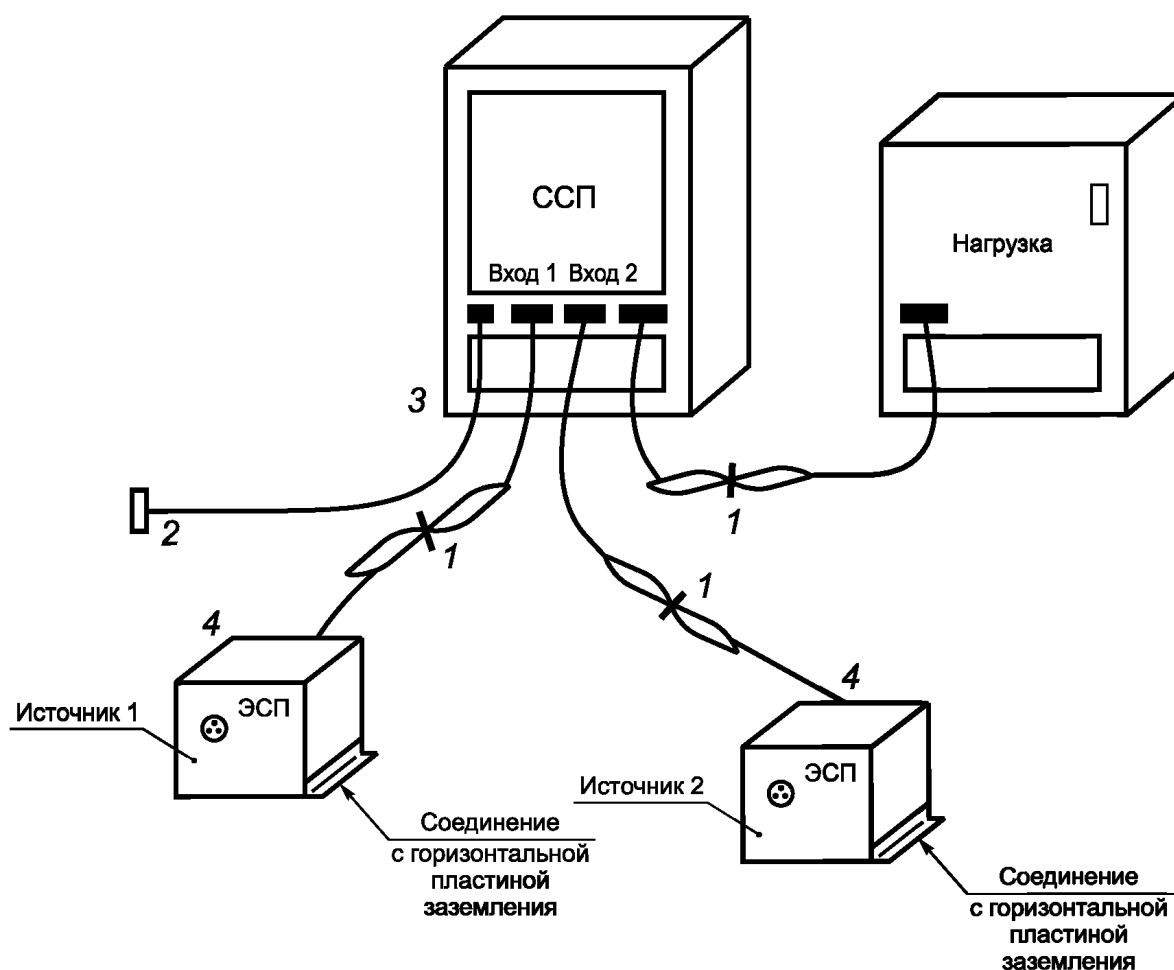 ССП
Вход 1 Вход 2
Нагрузка
3
2
1
1
1
4
ЭСП
Источник 1
Соединение
с горизонтальной
пластиной
заземления
4
ЭСП
Источник 2
Соединение
с горизонтальной
пластиной
заземления